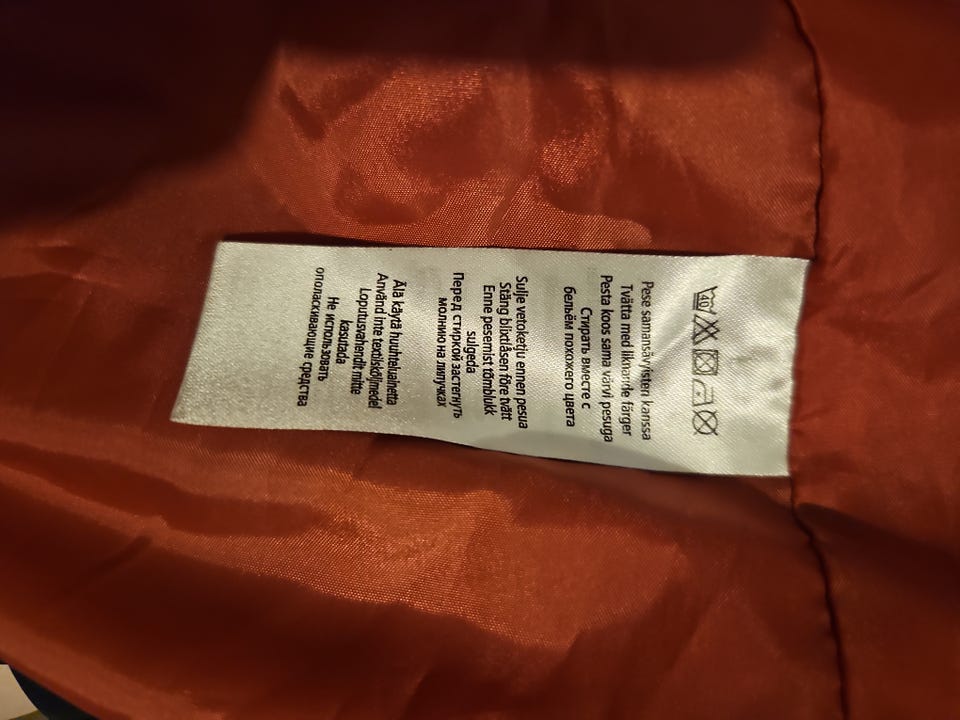 40
Pese samansävyisten kanssa
Tvätta med liknande färger
Pesta koos sama värvi pesuga
Стирать вместе с
бельём похожего цвета
Sulje vetoketju ennen pesua
Stäng blixtlåsen före tvätt
Enne pesemist tõmblukk
sulgeda
Перед стиркой застегнуть
молнию на липучках
Älä käytä huuhteluainetta
Använd inte textilsköljmedel
Loputusvahendit mitte
kasutada
Не использовать
ополаскивающие средства